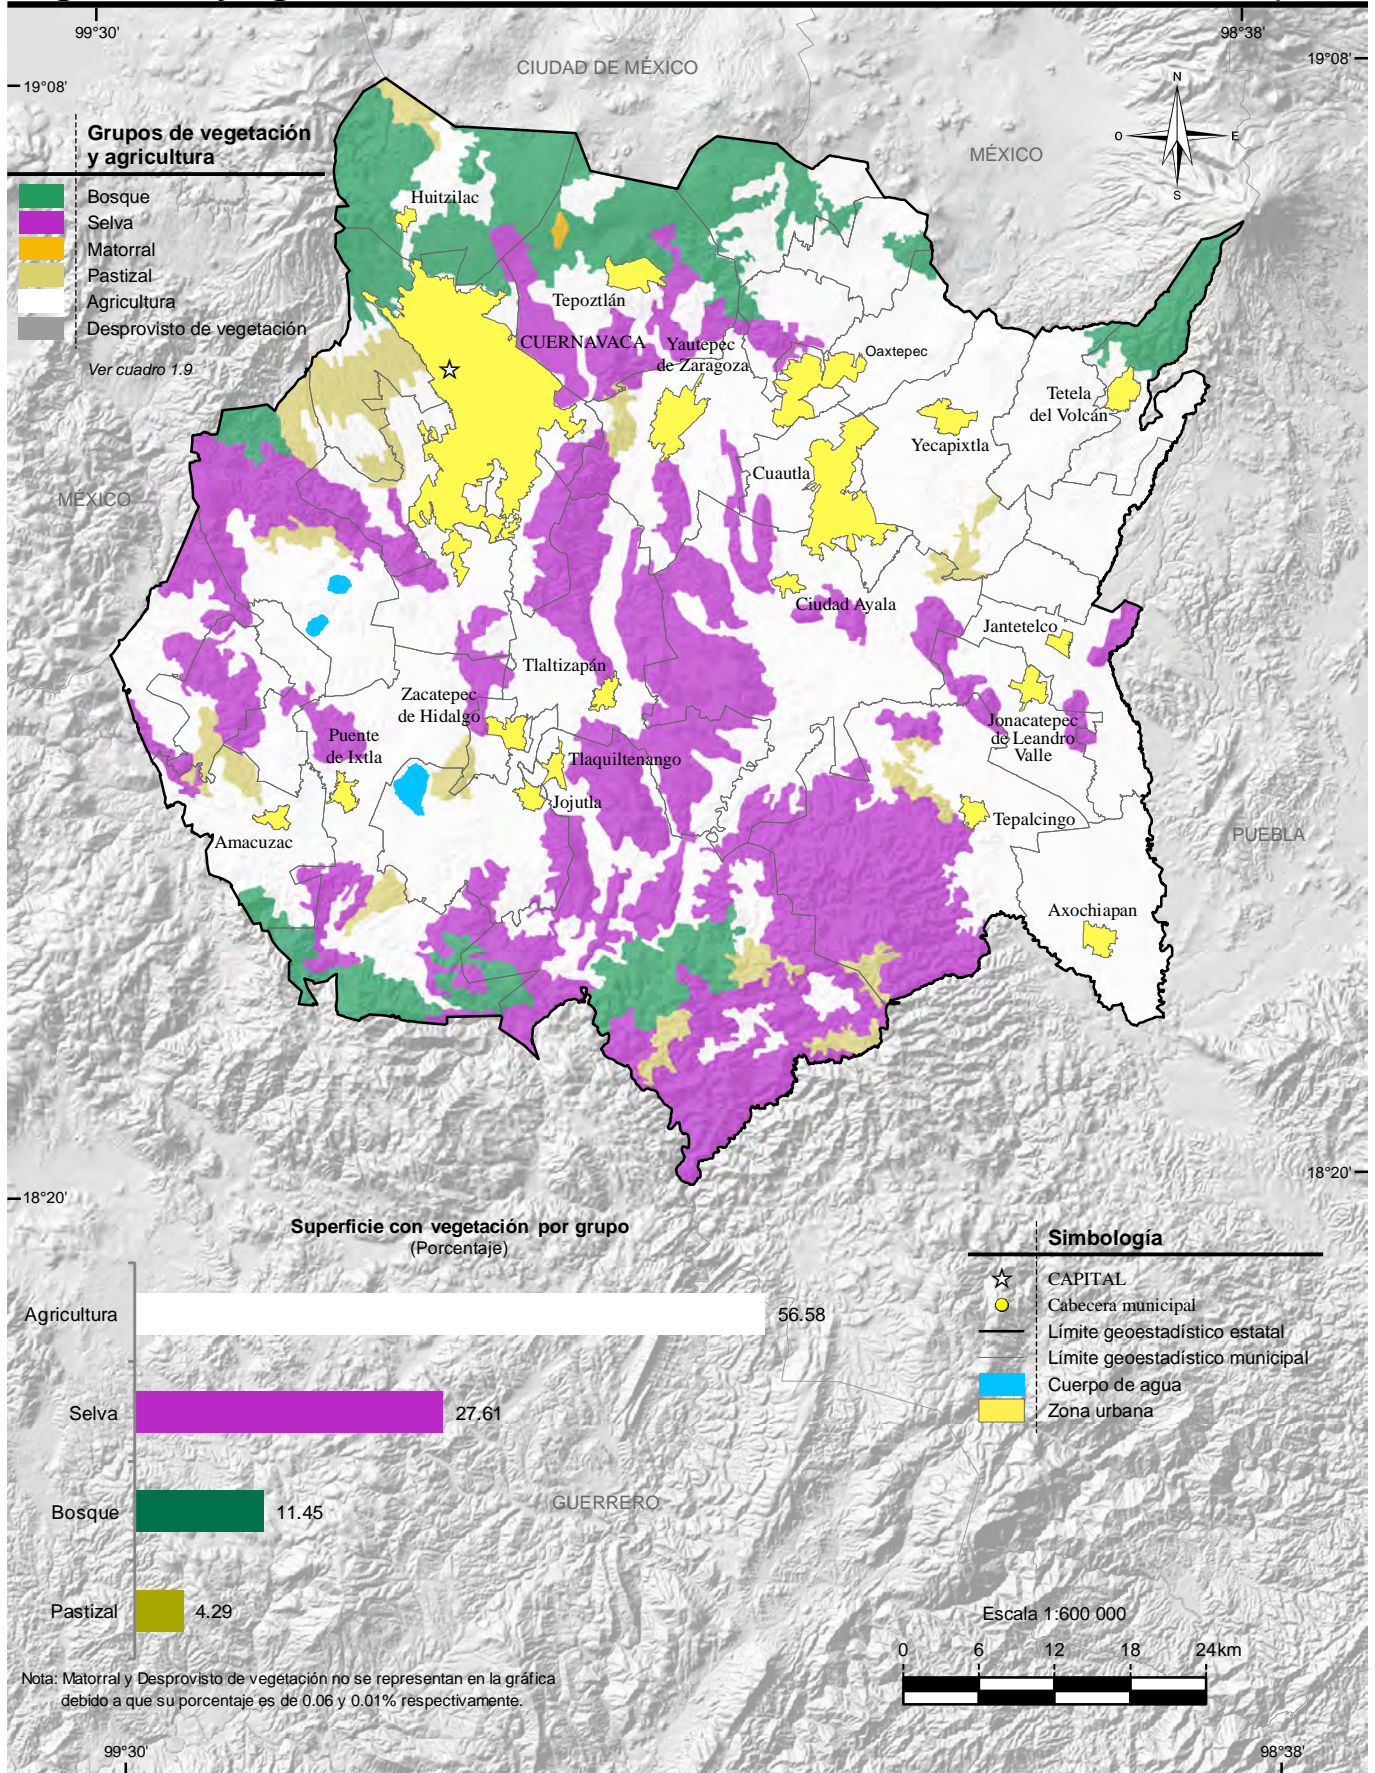 99°30'
98°38'
19°08'
19°08'
CIUDAD DE MÉXICO
MÉXICO
N
O
E
S
Grupos de vegetación
y agricultura
Bosque
Selva
Matorral
Pastizal
Agricultura
Desprovisto de vegetación
Ver cuadro 1.9
Huitzilac
Tepoztlán
CUERNAVACA
Yautepec
de Zaragoza
Oaxtepec
Tetela
del Volcán
Yecapixtla
Cuautla
MÉXICO
Ciudad Ayala
Jantetelco
Tlaltizapán
Zacatepec
de Hidalgo
Jonacatepec
de Leandro
Valle
Puente
de Ixtla
Tlaquiltenango
Jojutla
Tepalcingo
Amacuzac
PUEBLA
Axochiapan
18°20'
18°20'
Superficie con vegetación por grupo
(Porcentaje)
Agricultura
56.58
Selva
27.61
Bosque
11.45
Pastizal
4.29
GUERRERO
Simbología
CAPITAL
Cabecera municipal
Límite geoestadístico estatal
Límite geoestadístico municipal
Cuerpo de agua
Zona urbana
Escala 1:600 000
0 6 12 18 24km
Nota: Matorral y Desprovisto de vegetación no se representan en la gráfica
debido a que su porcentaje es de 0.06 y 0.01% respectivamente.
99°30'
98°38'